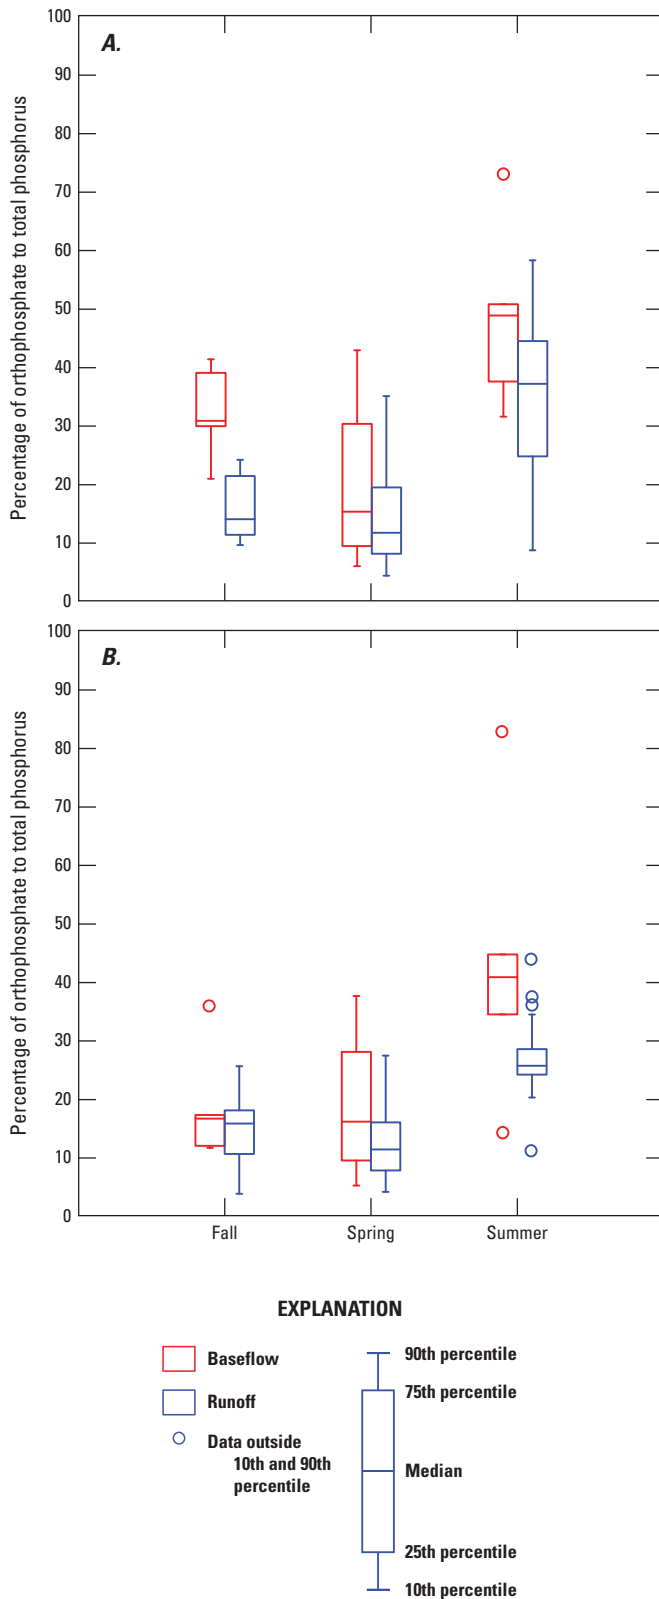 A.
Percentage of orthophosphate to total phosphorus
100
90
80
70
60
50
40
30
20
10
0
B.
Percentage of orthophosphate to total phosphorus
100
90
80
70
60
50
40
30
20
10
0
Fall
Spring
Summer
EXPLANATION
Baseflow
Runoff
Data outside
10th and 90th
percentile
90th percentile
75th percentile
Median
25th percentile
10th percentile